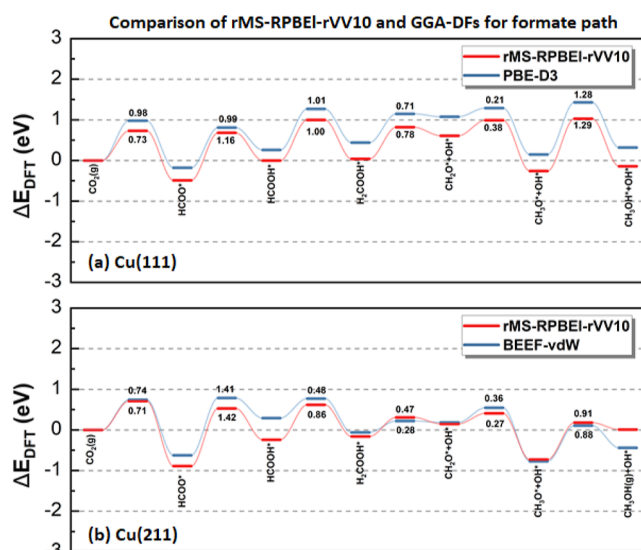 Comparison of rMS-RPBEl-rVV10 and GGA-DFs for formate path
(a)
rMS-RPBEl-rVV10
PBE-D3
3
2
1
0
-1
-2
-3
ΔE_DFT (eV)
0.98
0.73
0.99
1.16
1.01
1.00
0.71
0.78
0.21
0.38
1.28
1.29
CO₂(g)
HCOO*
HCOOH*
H₂COOH*
CH₂O*+OH*
CH₃O*+OH*
CH₃OH*+OH*
(a) Cu(111)
rMS-RPBEl-rVV10
BEEF-vdW
3
2
1
0
-1
-2
-3
ΔE_DFT (eV)
0.74
0.71
1.41
1.42
0.48
0.86
0.47
0.28
0.36
0.27
0.91
0.88
CO₂(g)
HCOO*
HCOOH*
H₂COOH*
CH₂O*+OH*
CH₃O*+OH*
CH₃OH(g)+OH*
(b) Cu(211)